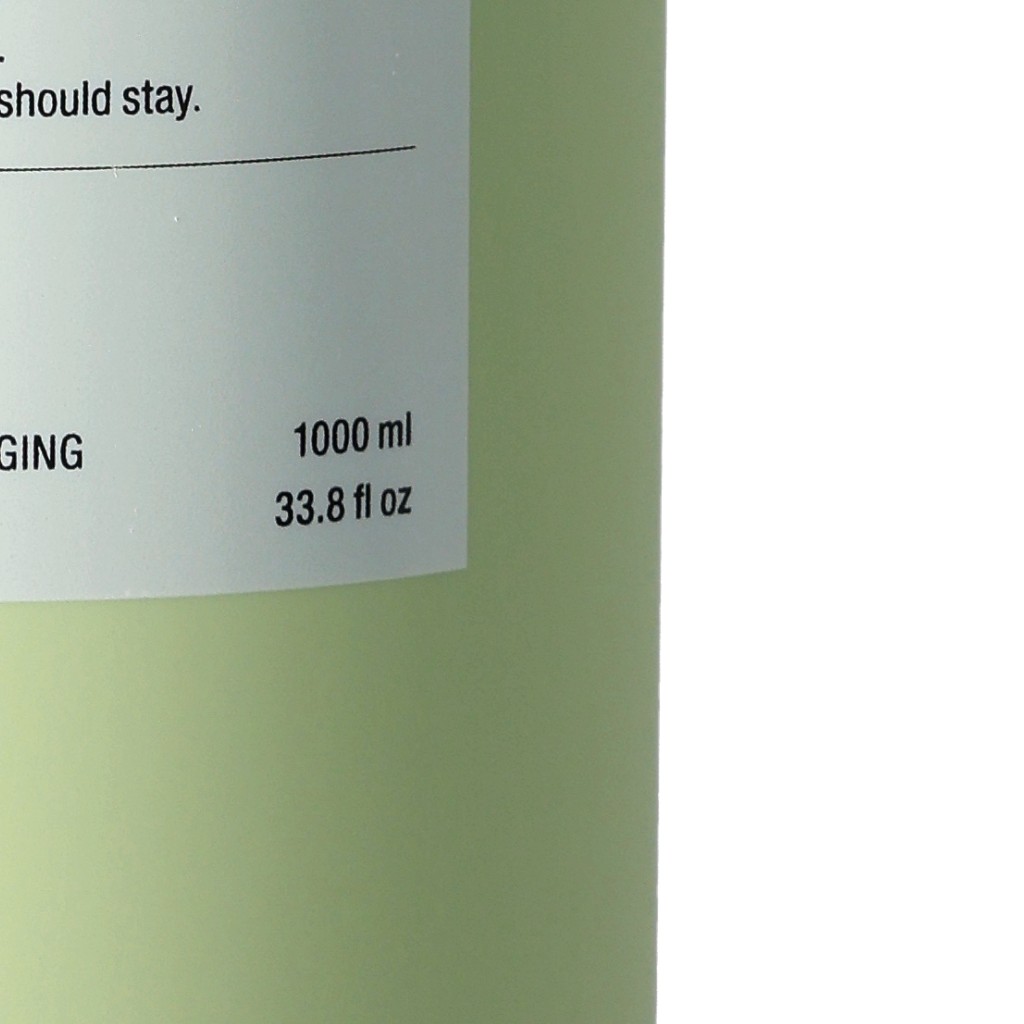 .
should stay.
GING
1000 ml
33.8 fl oz